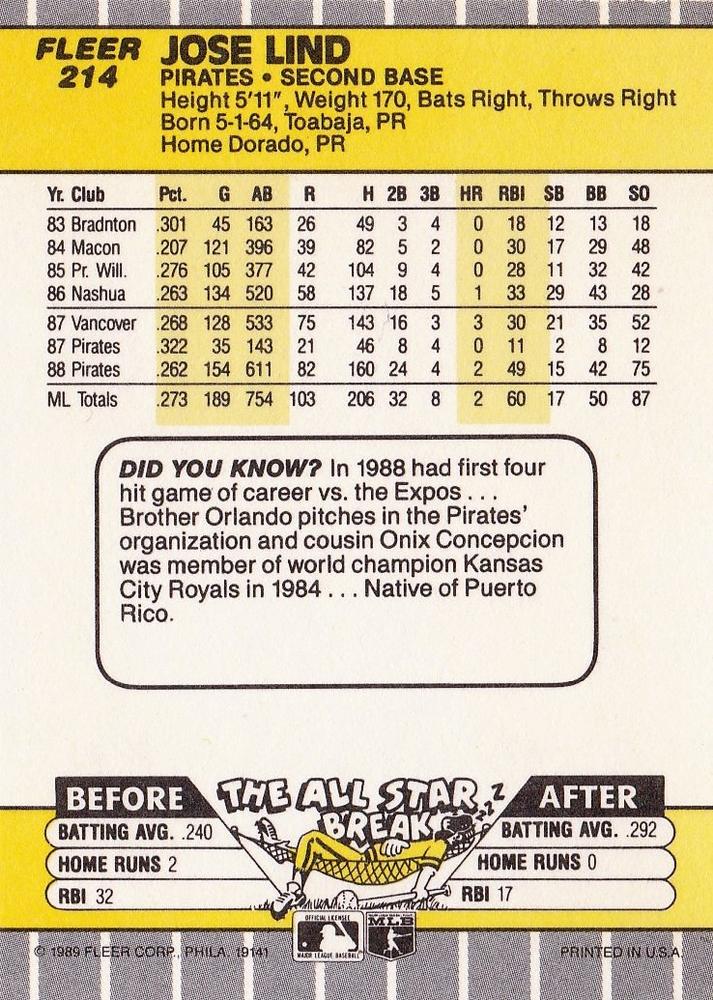 FLEER
214
JOSE LIND
PIRATES • SECOND BASE
Height 5'11", Weight 170, Bats Right, Throws Right
Born 5-1-64, Toabaja, PR
Home Dorado, PR
Yr. Club Pct. G AB R H 2B 3B HR RBI SB BB SO
83 Bradnton .301 45 163 26 49 3 4 0 18 12 13 18
84 Macon .207 121 396 39 82 5 2 0 30 17 29 48
85 Pr. Will. .276 105 377 42 104 9 4 0 28 11 32 42
86 Nashua .263 134 520 58 137 18 5 1 33 29 43 28
87 Vancover .268 128 533 75 143 16 3 3 30 21 35 52
87 Pirates .322 35 143 21 46 8 4 0 11 2 8 12
88 Pirates .262 154 611 82 160 24 4 2 49 15 42 75
ML Totals .273 189 754 103 206 32 8 2 60 17 50 87
DID YOU KNOW? In 1988 had first four
hit game of career vs. the Expos . . .
Brother Orlando pitches in the Pirates'
organization and cousin Onix Concepcion
was member of world champion Kansas
City Royals in 1984 . . . Native of Puerto
Rico.
THE ALL STAR
BREAK
z z z Z
BEFORE
BATTING AVG. .240
HOME RUNS 2
RBI 32
AFTER
BATTING AVG. .292
HOME RUNS 0
RBI 17
OFFICIAL LICENSEE
MAJOR LEAGUE BASEBALL
MLB
© 1989 FLEER CORP., PHILA. 19141
PRINTED IN U.S.A.